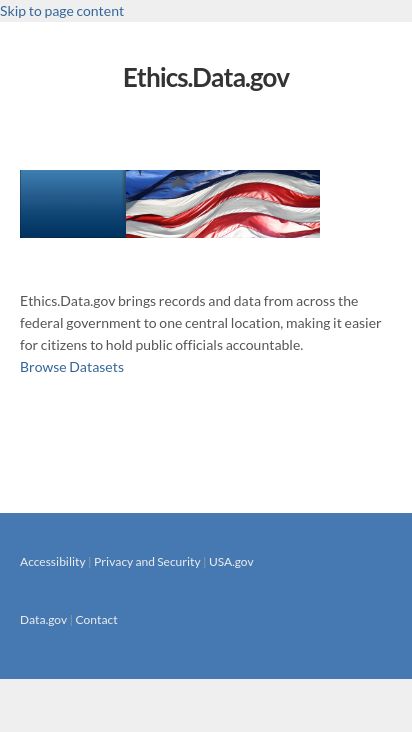 Skip to page content
Ethics.Data.gov
Ethics.Data.gov brings records and data from across the
federal government to one central location, making it easier
for citizens to hold public officials accountable.
Browse Datasets
Accessibility | Privacy and Security | USA.gov
Data.gov | Contact